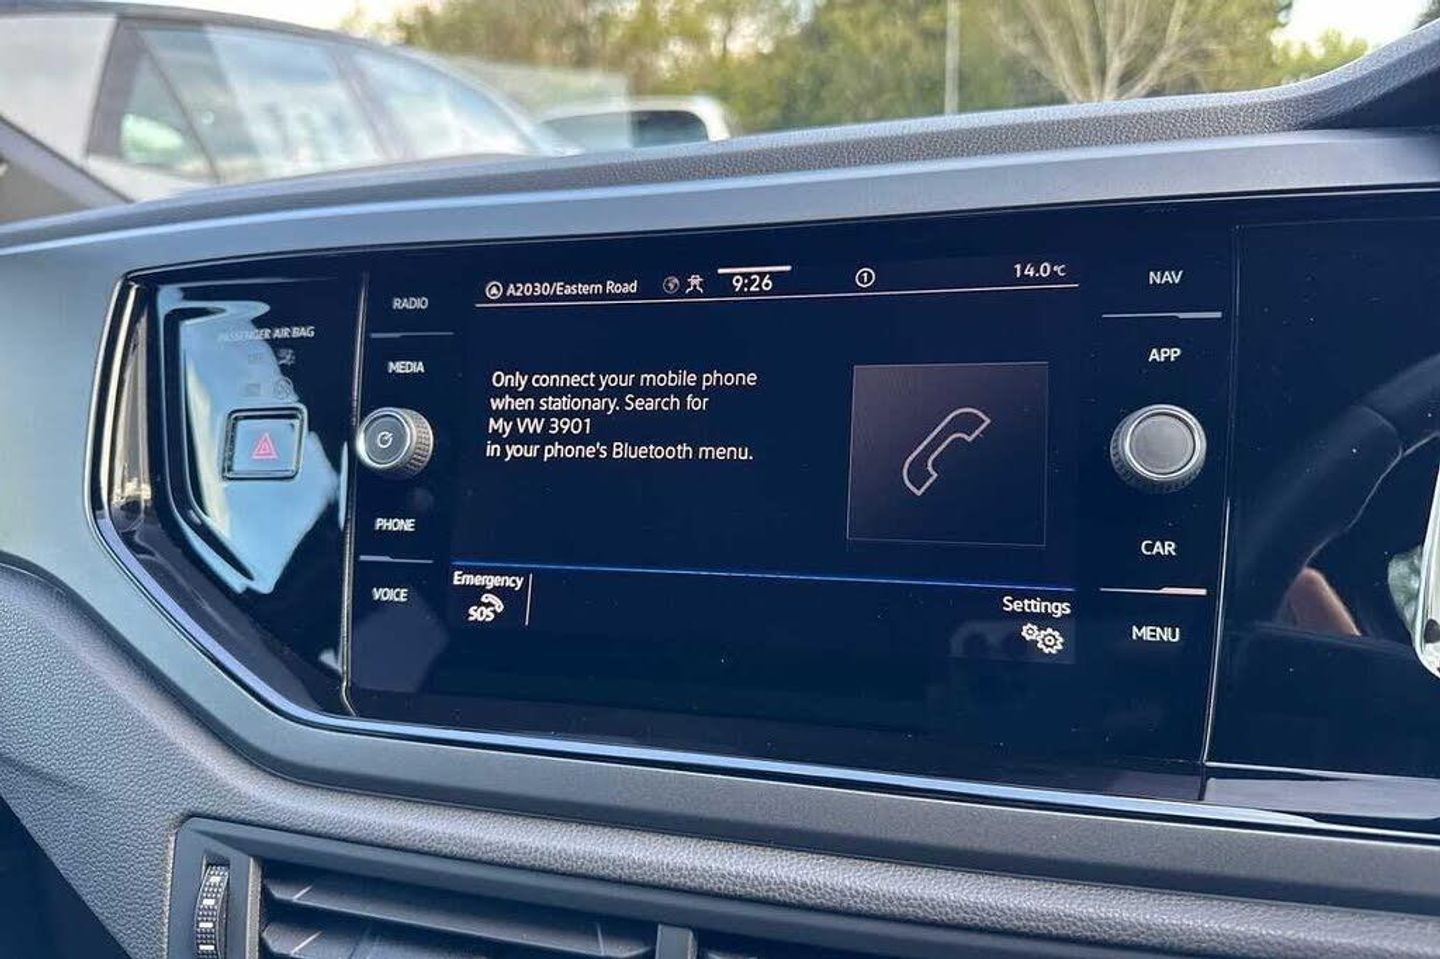 A2030/Eastern Road
9:26
1
14.0°C
RADIO
MEDIA
PHONE
VOICE
PASSENGER AIR BAG
Only connect your mobile phone
when stationary. Search for
My VW 3901
in your phone's Bluetooth menu.
Emergency
SOS
Settings
NAV
APP
CAR
MENU